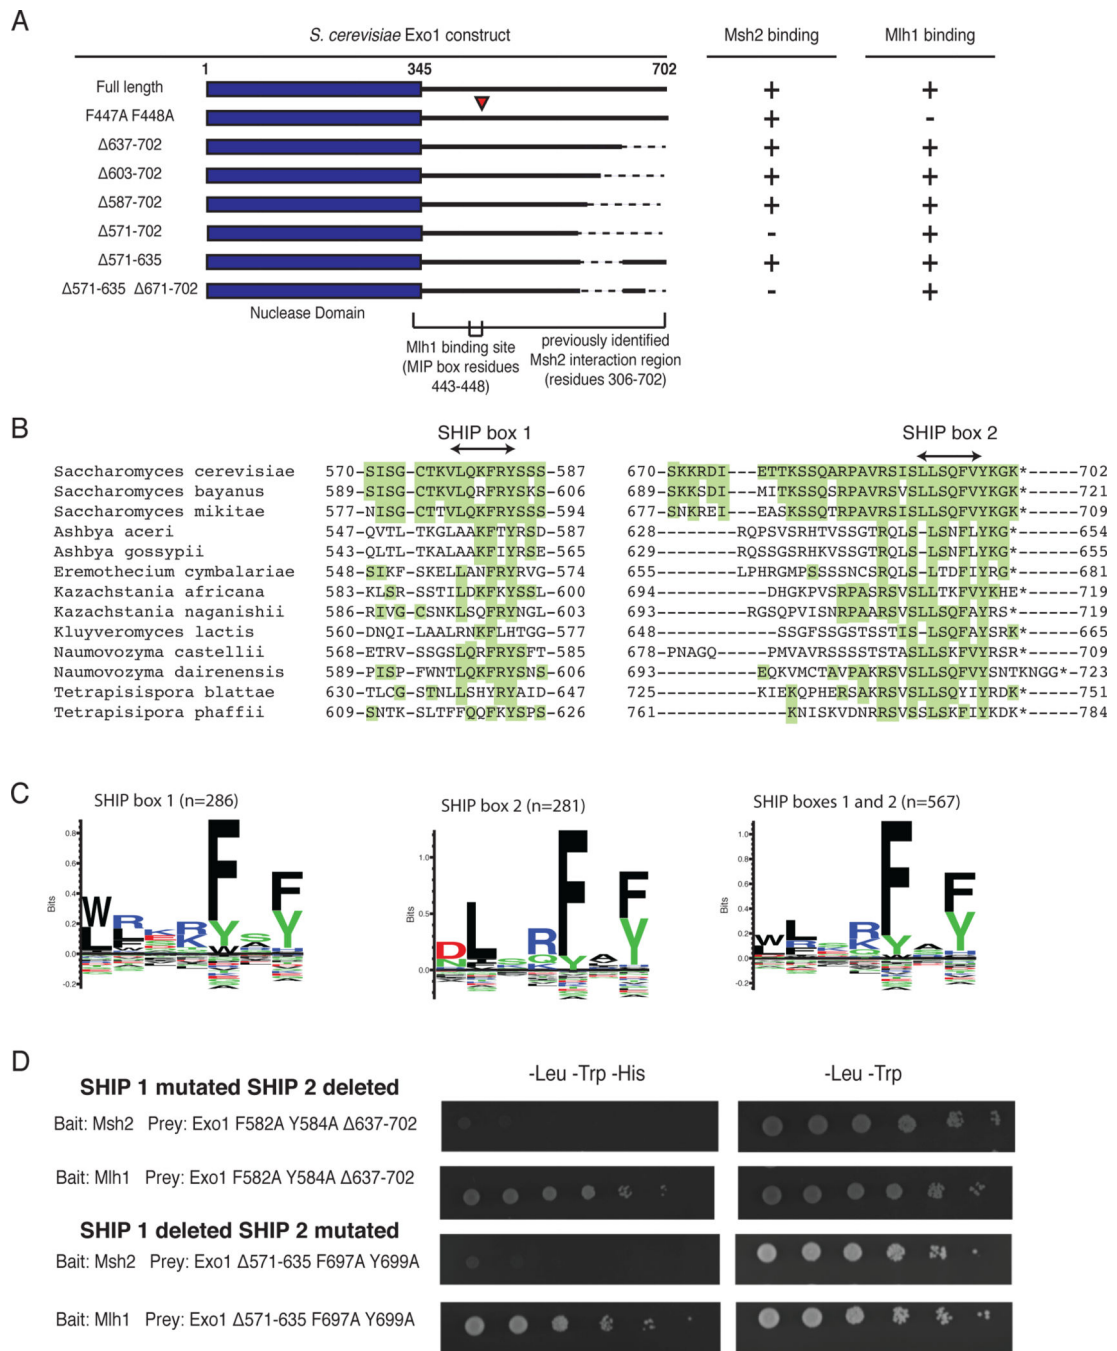 A
S. cerevisiae Exo1 construct Msh2 binding Mlh1 binding
1 345 702
Full length + +
F447A F448A + -
Δ637-702 + +
Δ603-702 + +
Δ587-702 + +
Δ571-702 - +
Δ571-635 + +
Δ571-635 Δ671-702 - +
Nuclease Domain
Mlh1 binding site
(MIP box residues
443-448)
previously identified
Msh2 interaction region
(residues 306-702)
B
SHIP box 1 SHIP box 2
Saccharomyces cerevisiae 570-SISG-CTKVLQKFRYSSS-587 670-SKKRDI--ETTKSSQARPAVRSISLLSQFVYKGK*------702
Saccharomyces bayanus 589-SISG-CTKVLQRFRYSKS-606 689-SKKSDI--MITKSSQSRPAVRSVSLLSQFVYKGK*------721
Saccharomyces mikitae 577-NISG-CTTVLQKFRYSSS-594 677-SNKREI--EASKSSQTRPAVRSISLLSQFVYKGK*------709
Ashbya aceri 547-QVTL-TKGLAAKFTYRSD-587 628---------RQPSVSRHTVSSGTRQLS-LSNFLYKG*------654
Ashbya gossypii 543-QLTL-TKALAAKFIYRSE-565 629---------RQSSGSRHKVSSGTRQLS-LSNFLYKG*------655
Eremothecium cymbalariae 548-SIKF-SKELLANFRYRVG-574 655---------LPHRGMPSSSSNCSRQLS-LTDFIYRG*------681
Kazachstania africana 583-KLSR-SSTILDKFKYSSL-600 694---------DHGKPVSRPASRSVSLLTKFVYKHE*------719
Kazachstania naganishii 586-RIVG-CSNKLSQFRYNGL-603 693-------RGSQPVISNRPAARSVSLLSQFAYRS*------719
Kluyveromyces lactis 560-DNQI-LAALRNKFLHTGG-577 648----------SSGFSSGTSSTIS-LSQFAYSRK*------665
Naumovozyma castellii 568-ETRV-SSGSLQRFRYSFT-585 678-PNAGQ----PMVAVRSSSSTSTASLLSKFVYRSR*------709
Naumovozyma dairenensis 589-PISP-FWNTLQKFRYSNS-606 693---------EQKVMCTAVPAKRSVSLLSQFVYSNTKNGG*-723
Tetrapisispora blattae 630-TLCG-STNLLSHYRYAID-647 725---------KIEKQPHERSAKRSVSLLSQYIYRDK*------751
Tetrapisipora phaffii 609-SNTK-SLTFFQQFKYSPS-626 761-----------KNISKVDNRRSVSSLSKFIYKDK*------784
C
SHIP box 1 (n=286) SHIP box 2 (n=281) SHIP boxes 1 and 2 (n=567)
D
-Leu -Trp -His -Leu -Trp
SHIP 1 mutated SHIP 2 deleted
Bait: Msh2 Prey: Exo1 F582A Y584A Δ637-702
Bait: Mlh1 Prey: Exo1 F582A Y584A Δ637-702
SHIP 1 deleted SHIP 2 mutated
Bait: Msh2 Prey: Exo1 Δ571-635 F697A Y699A
Bait: Mlh1 Prey: Exo1 Δ571-635 F697A Y699A